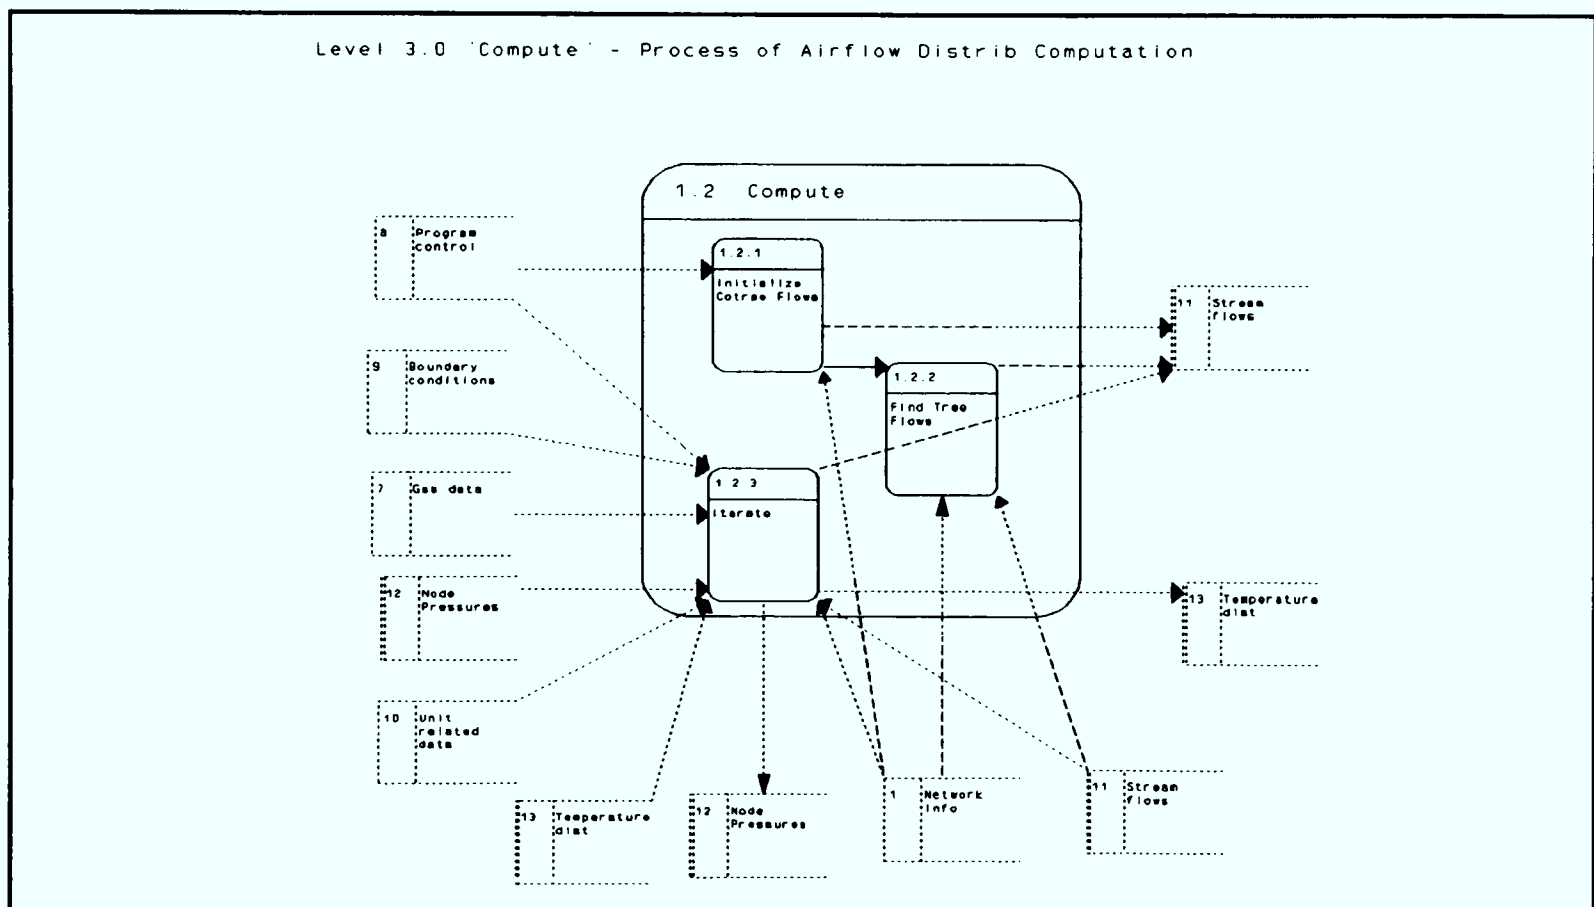 Level 3.0 'Compute' - Process of Airflow Distrib Computation
1.2 Compute
8 Program
control
1.2.1
Initialize
Cotree Flows
11 Stream
flows
9 Boundary
conditions
1.2.2
Find Tree
Flows
7 Gas data
1 2 3
Iterate
12 Node
Pressures
13 Temperature
dist
10 Unit
related
data
13 Temperature
dist
12 Node
Pressures
1 Network
Info
11 Stream
flows